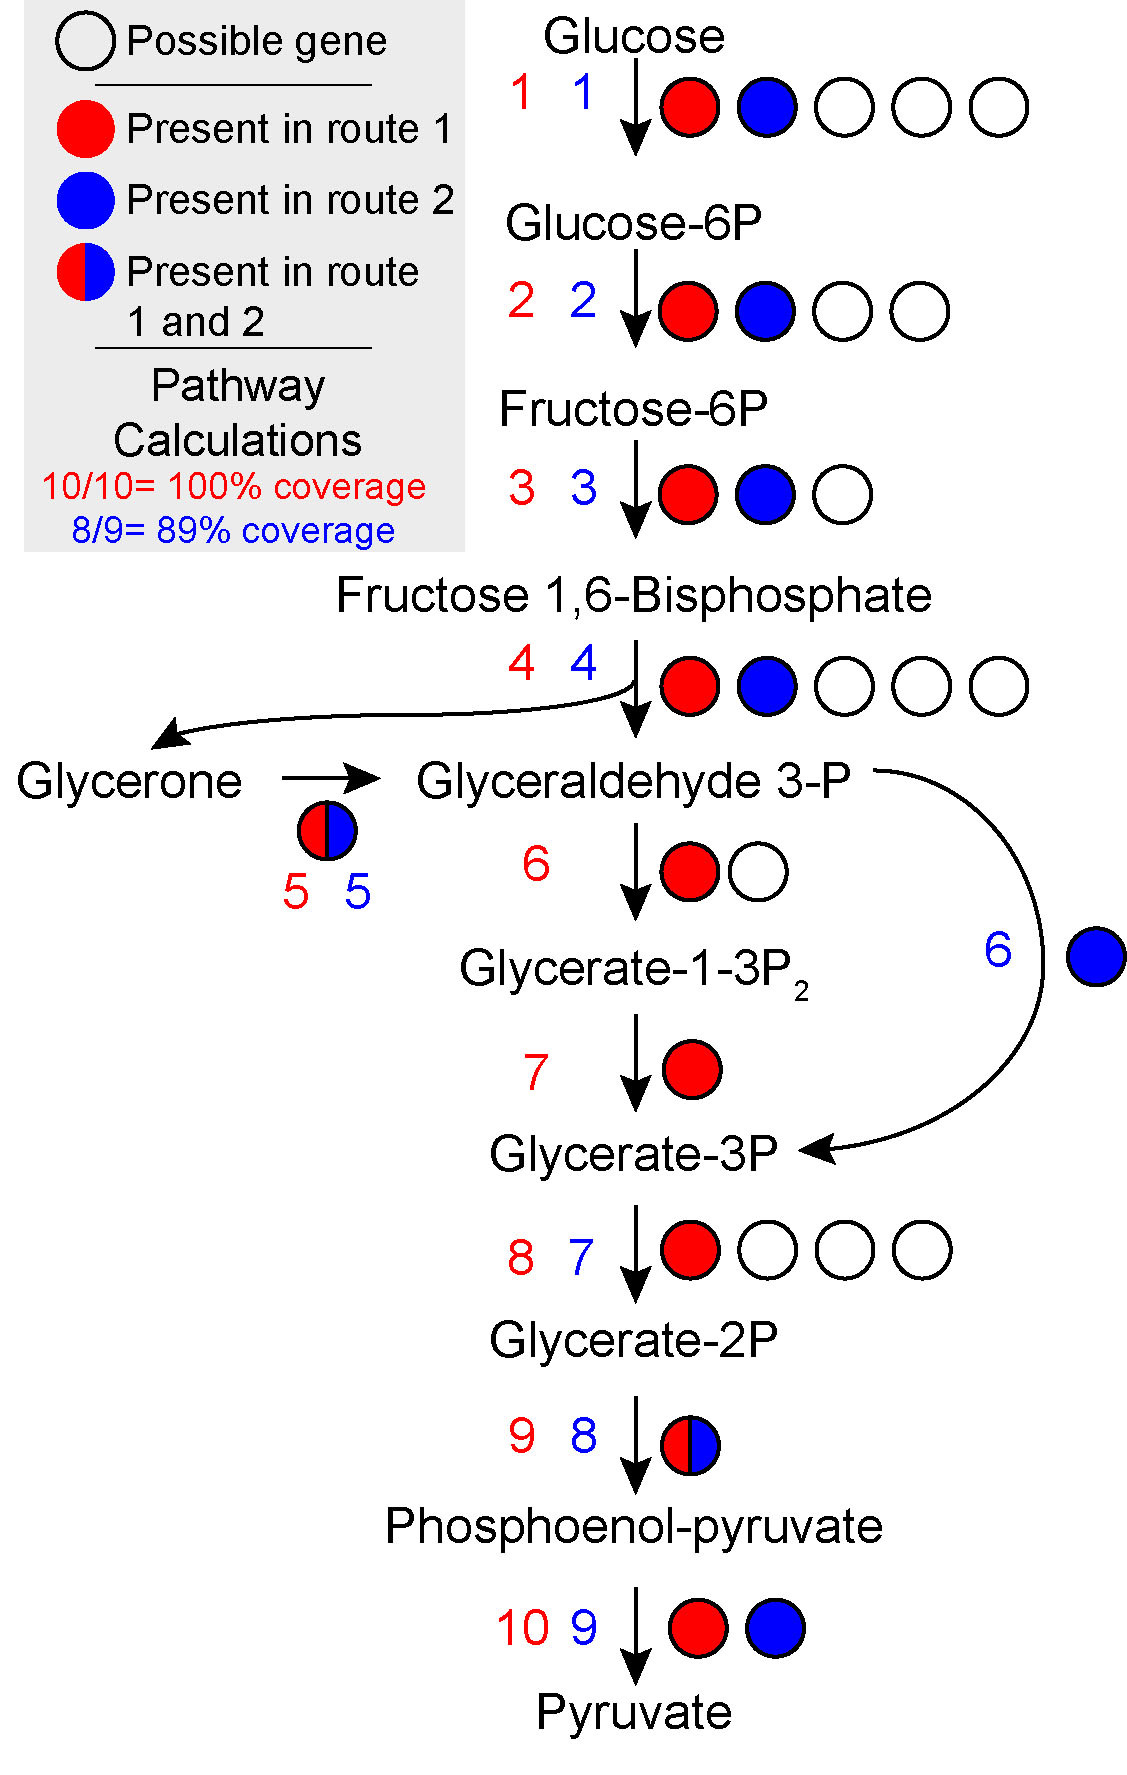 Possible gene
Present in route 1
Present in route 2
Present in route
1 and 2
Pathway
Calculations
10/10= 100% coverage
8/9= 89% coverage
Glucose
1 1
Glucose-6P
2 2
Fructose-6P
3 3
Fructose 1,6-Bisphosphate
4 4
Glycerone
Glyceraldehyde 3-P
5 5
6
Glycerate-1-3P2
6
7
Glycerate-3P
8 7
Glycerate-2P
9 8
Phosphoenol-pyruvate
10 9
Pyruvate